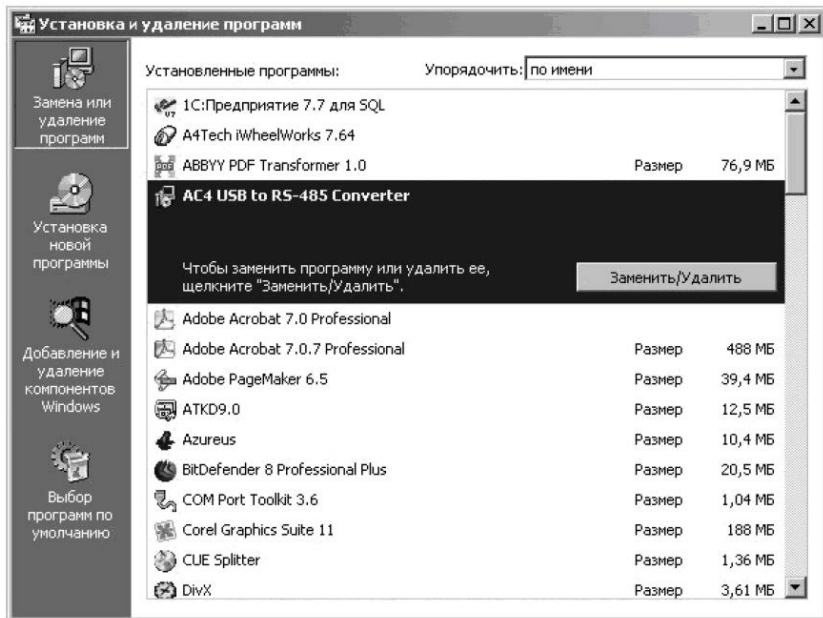 Установка и удаление программ
Замена или
удаление
программ
Установка
новой
программы
Добавление и
удаление
компонентов
Windows
Выбор
программ по
умолчанию
Установленные программы: Упорядочить: по имени
1С:Предприятие 7.7 для SQL
A4Tech iWheelWorks 7.64
ABBYY PDF Transformer 1.0 Размер 76,9 МБ
AC4 USB to RS-485 Converter
Чтобы заменить программу или удалить ее,
щелкните "Заменить/Удалить". Заменить/Удалить
Adobe Acrobat 7.0 Professional
Adobe Acrobat 7.0.7 Professional Размер 488 МБ
Adobe PageMaker 6.5 Размер 39,4 МБ
ATKD9.0 Размер 12,5 МБ
Azureus Размер 10,4 МБ
BitDefender 8 Professional Plus Размер 20,5 МБ
COM Port Toolkit 3.6 Размер 1,04 МБ
Corel Graphics Suite 11 Размер 188 МБ
CUE Splitter Размер 1,36 МБ
DivX Размер 3,61 МБ